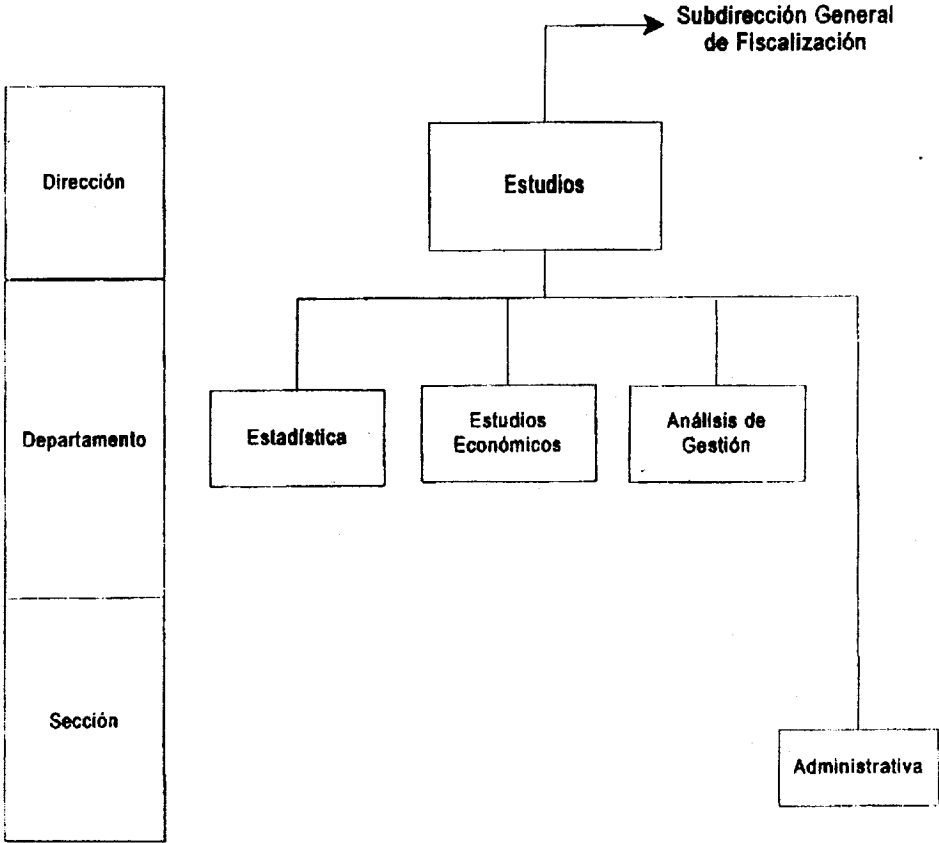 Subdirección General
de Fiscalización
Dirección
Estudios
Departamento
Estadística
Estudios
Económicos
Análisis de
Gestión
Sección
Administrativa